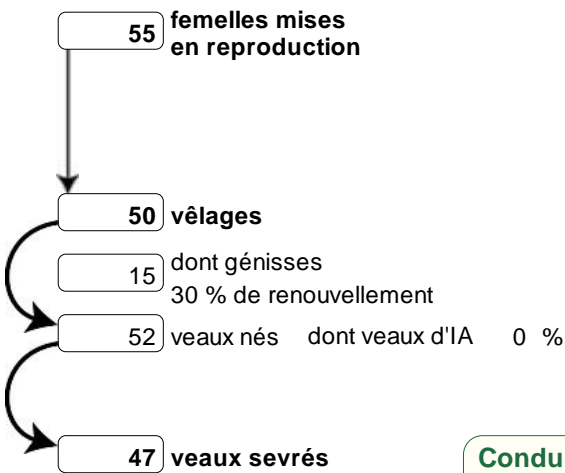 55 femelles mises
en reproduction
50 vêlages
15 dont génisses
30 % de renouvellement
52 veaux nés dont veaux d'IA 0 %
47 veaux sevrés
Condu